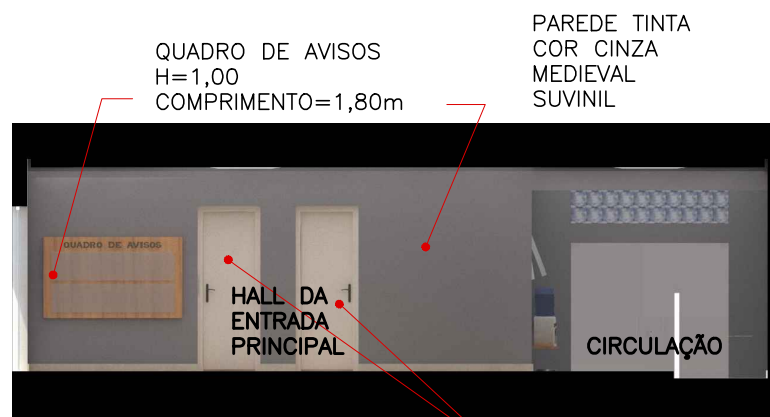 QUADRO DE AVISOS
H=1,00
COMPRIMENTO=1,80m
PAREDE TINTA
COR CINZA
MEDIEVAL
SUVINIL
QUADRO DE AVISOS
HALL DA
ENTRADA
PRINCIPAL
CIRCULAÇÃO